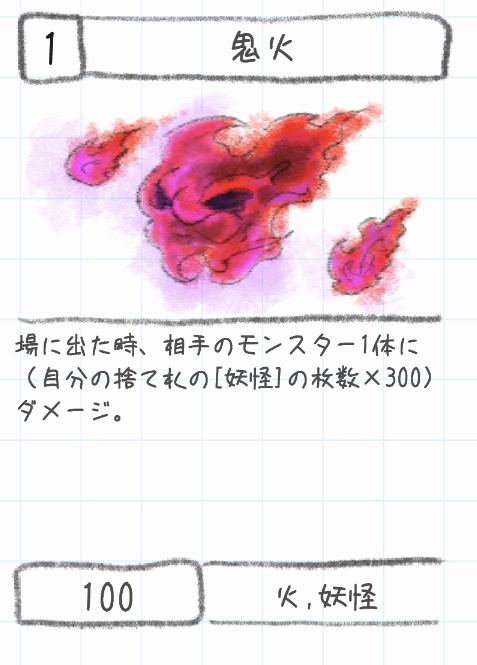 1
鬼火
場に出た時、相手のモンスター1体に
（自分の捨て札の[妖怪]の枚数×300）
ダメージ。
100
火,妖怪